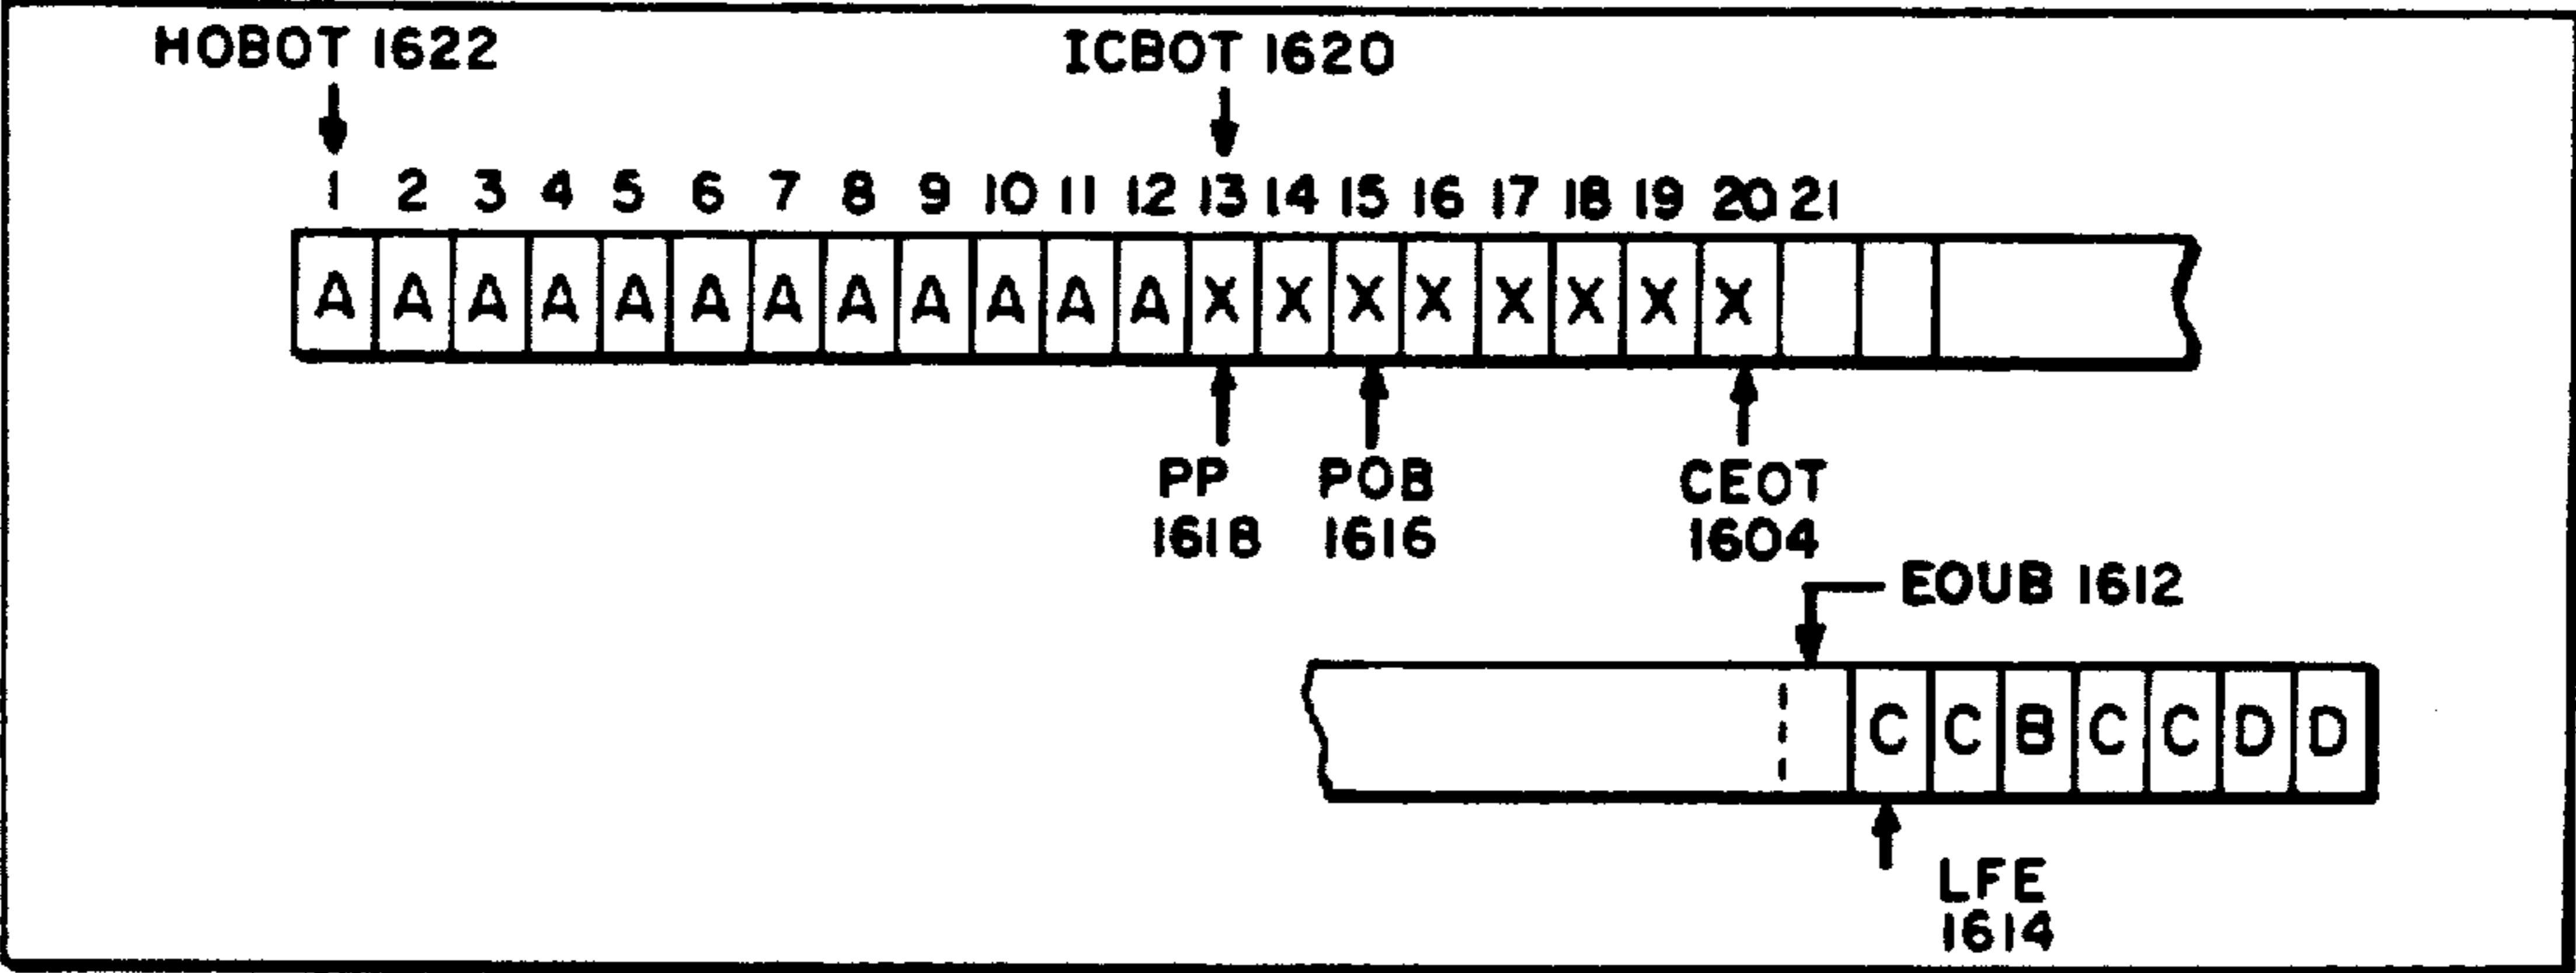 HOBOT 1622 ICBOT 1620
1 2 3 4 5 6 7 8 9 10 11 12 13 14 15 16 17 18 19 20 21
A A A A A A A A A A A A X X X X X X X X
PP POB CEOT
1618 1616 1604
EOUB 1612
C C B C C D D
LFE
1614